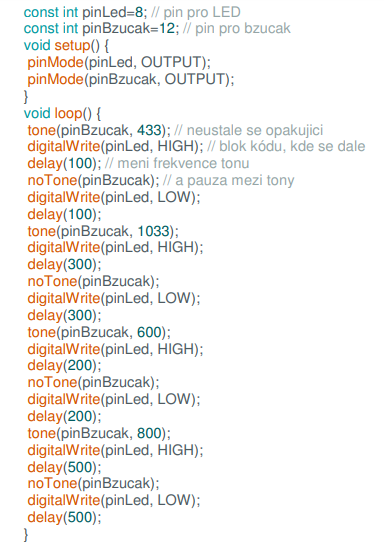 const int pinLed=8; // pin pro LED
const int pinBzucak=12; // pin pro bzucak
void setup() {
pinMode(pinLed, OUTPUT);
pinMode(pinBzucak, OUTPUT);
}
void loop() {
tone(pinBzucak, 433); // neustale se opakujici
digitalWrite(pinLed, HIGH); // blok kódu, kde se dale
delay(100); // meni frekvence tonu
noTone(pinBzucak); // a pauza mezi tony
digitalWrite(pinLed, LOW);
delay(100);
tone(pinBzucak, 1033);
digitalWrite(pinLed, HIGH);
delay(300);
noTone(pinBzucak);
digitalWrite(pinLed, LOW);
delay(300);
tone(pinBzucak, 600);
digitalWrite(pinLed, HIGH);
delay(200);
noTone(pinBzucak);
digitalWrite(pinLed, LOW);
delay(200);
tone(pinBzucak, 800);
digitalWrite(pinLed, HIGH);
delay(500);
noTone(pinBzucak);
digitalWrite(pinLed, LOW);
delay(500);
}